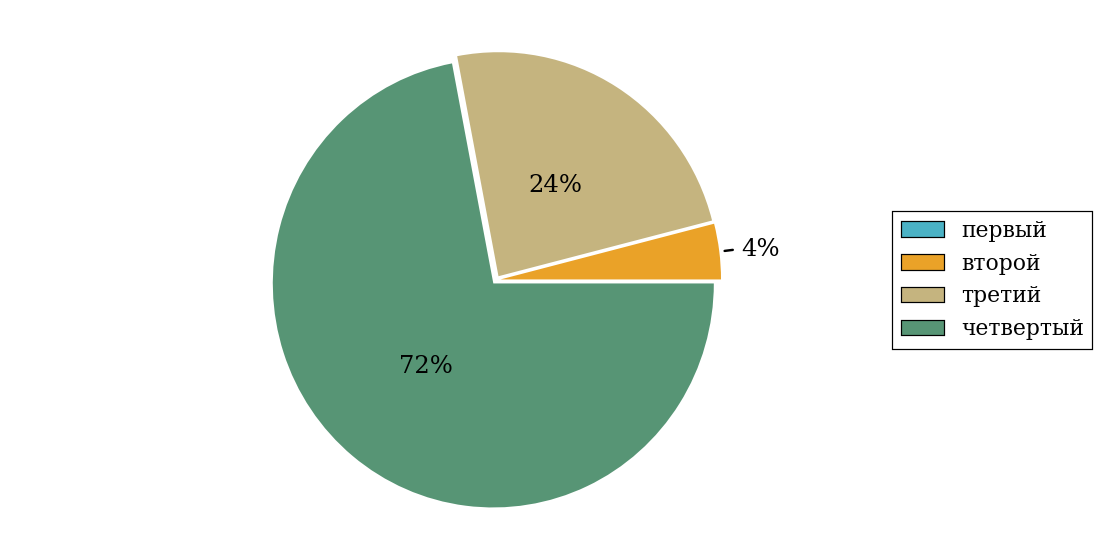 24%
4%
72%
первый
второй
третий
четвертый